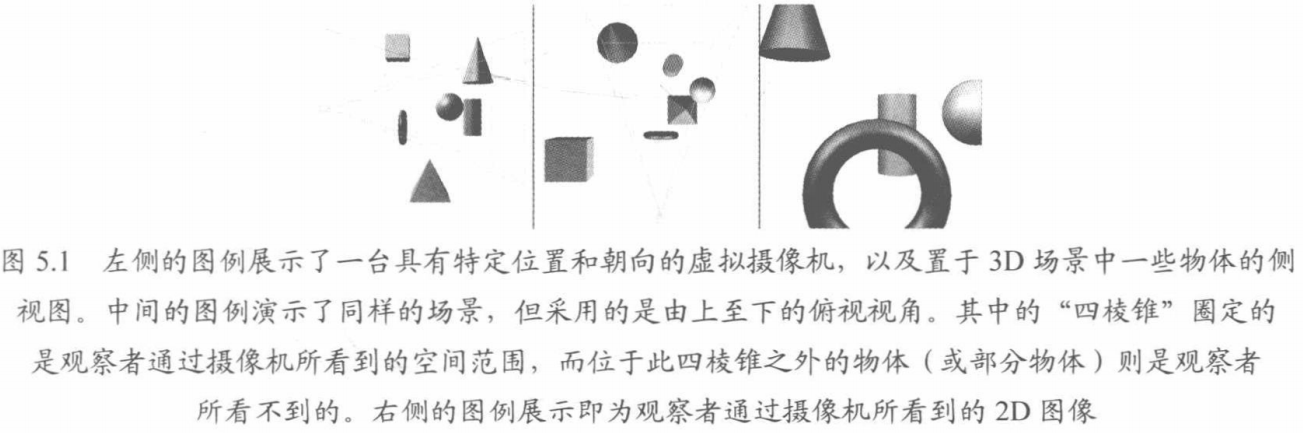 图 5.1 左侧的图例展示了一台具有特定位置和朝向的虚拟摄像机，以及置于 3D 场景中一些物体的侧
视图。中间的图例演示了同样的场景，但采用的是由上至下的俯视视角。其中的“四棱锥”圈定的
是观察者通过摄像机所看到的空间范围，而位于此四棱锥之外的物体（或部分物体）则是观察者
所看不到的。右侧的图例展示即为观察者通过摄像机所看到的 2D 图像